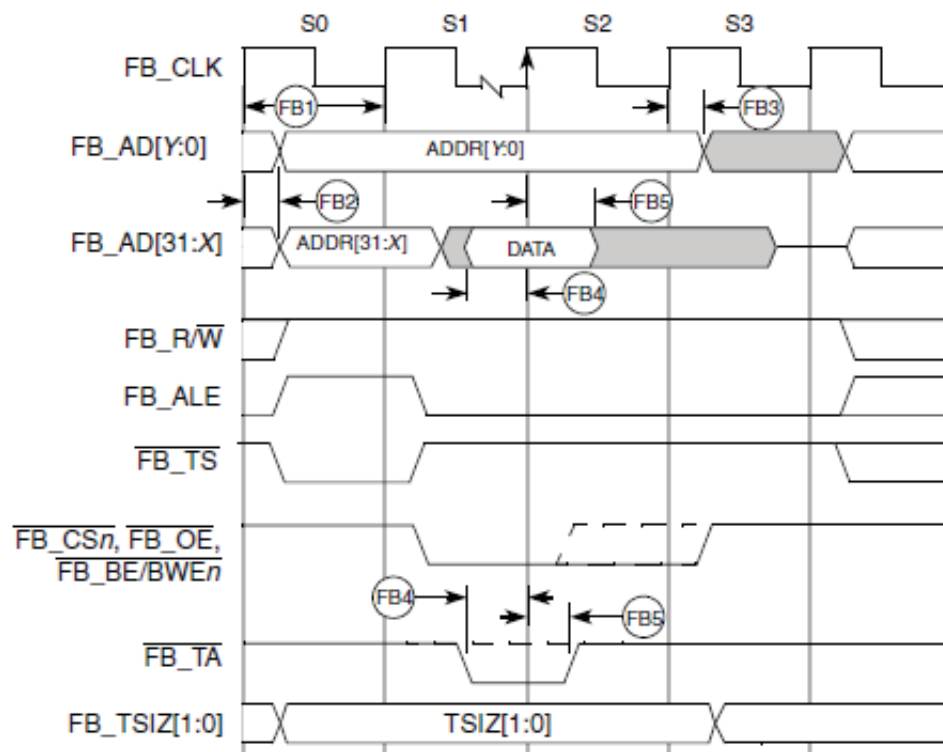 S0 S1 S2 S3
FB_CLK
FB1 FB3
FB_AD[Y:0] ADDR[Y:0]
FB2 FB5
FB_AD[31:X] ADDR[31:X] DATA
FB4
FB_R/W
FB_ALE
FB_TS
FB_CSn, FB_OE,
FB_BE/BWEn
FB4 FB5
FB_TA
FB_TSIZ[1:0] TSIZ[1:0]